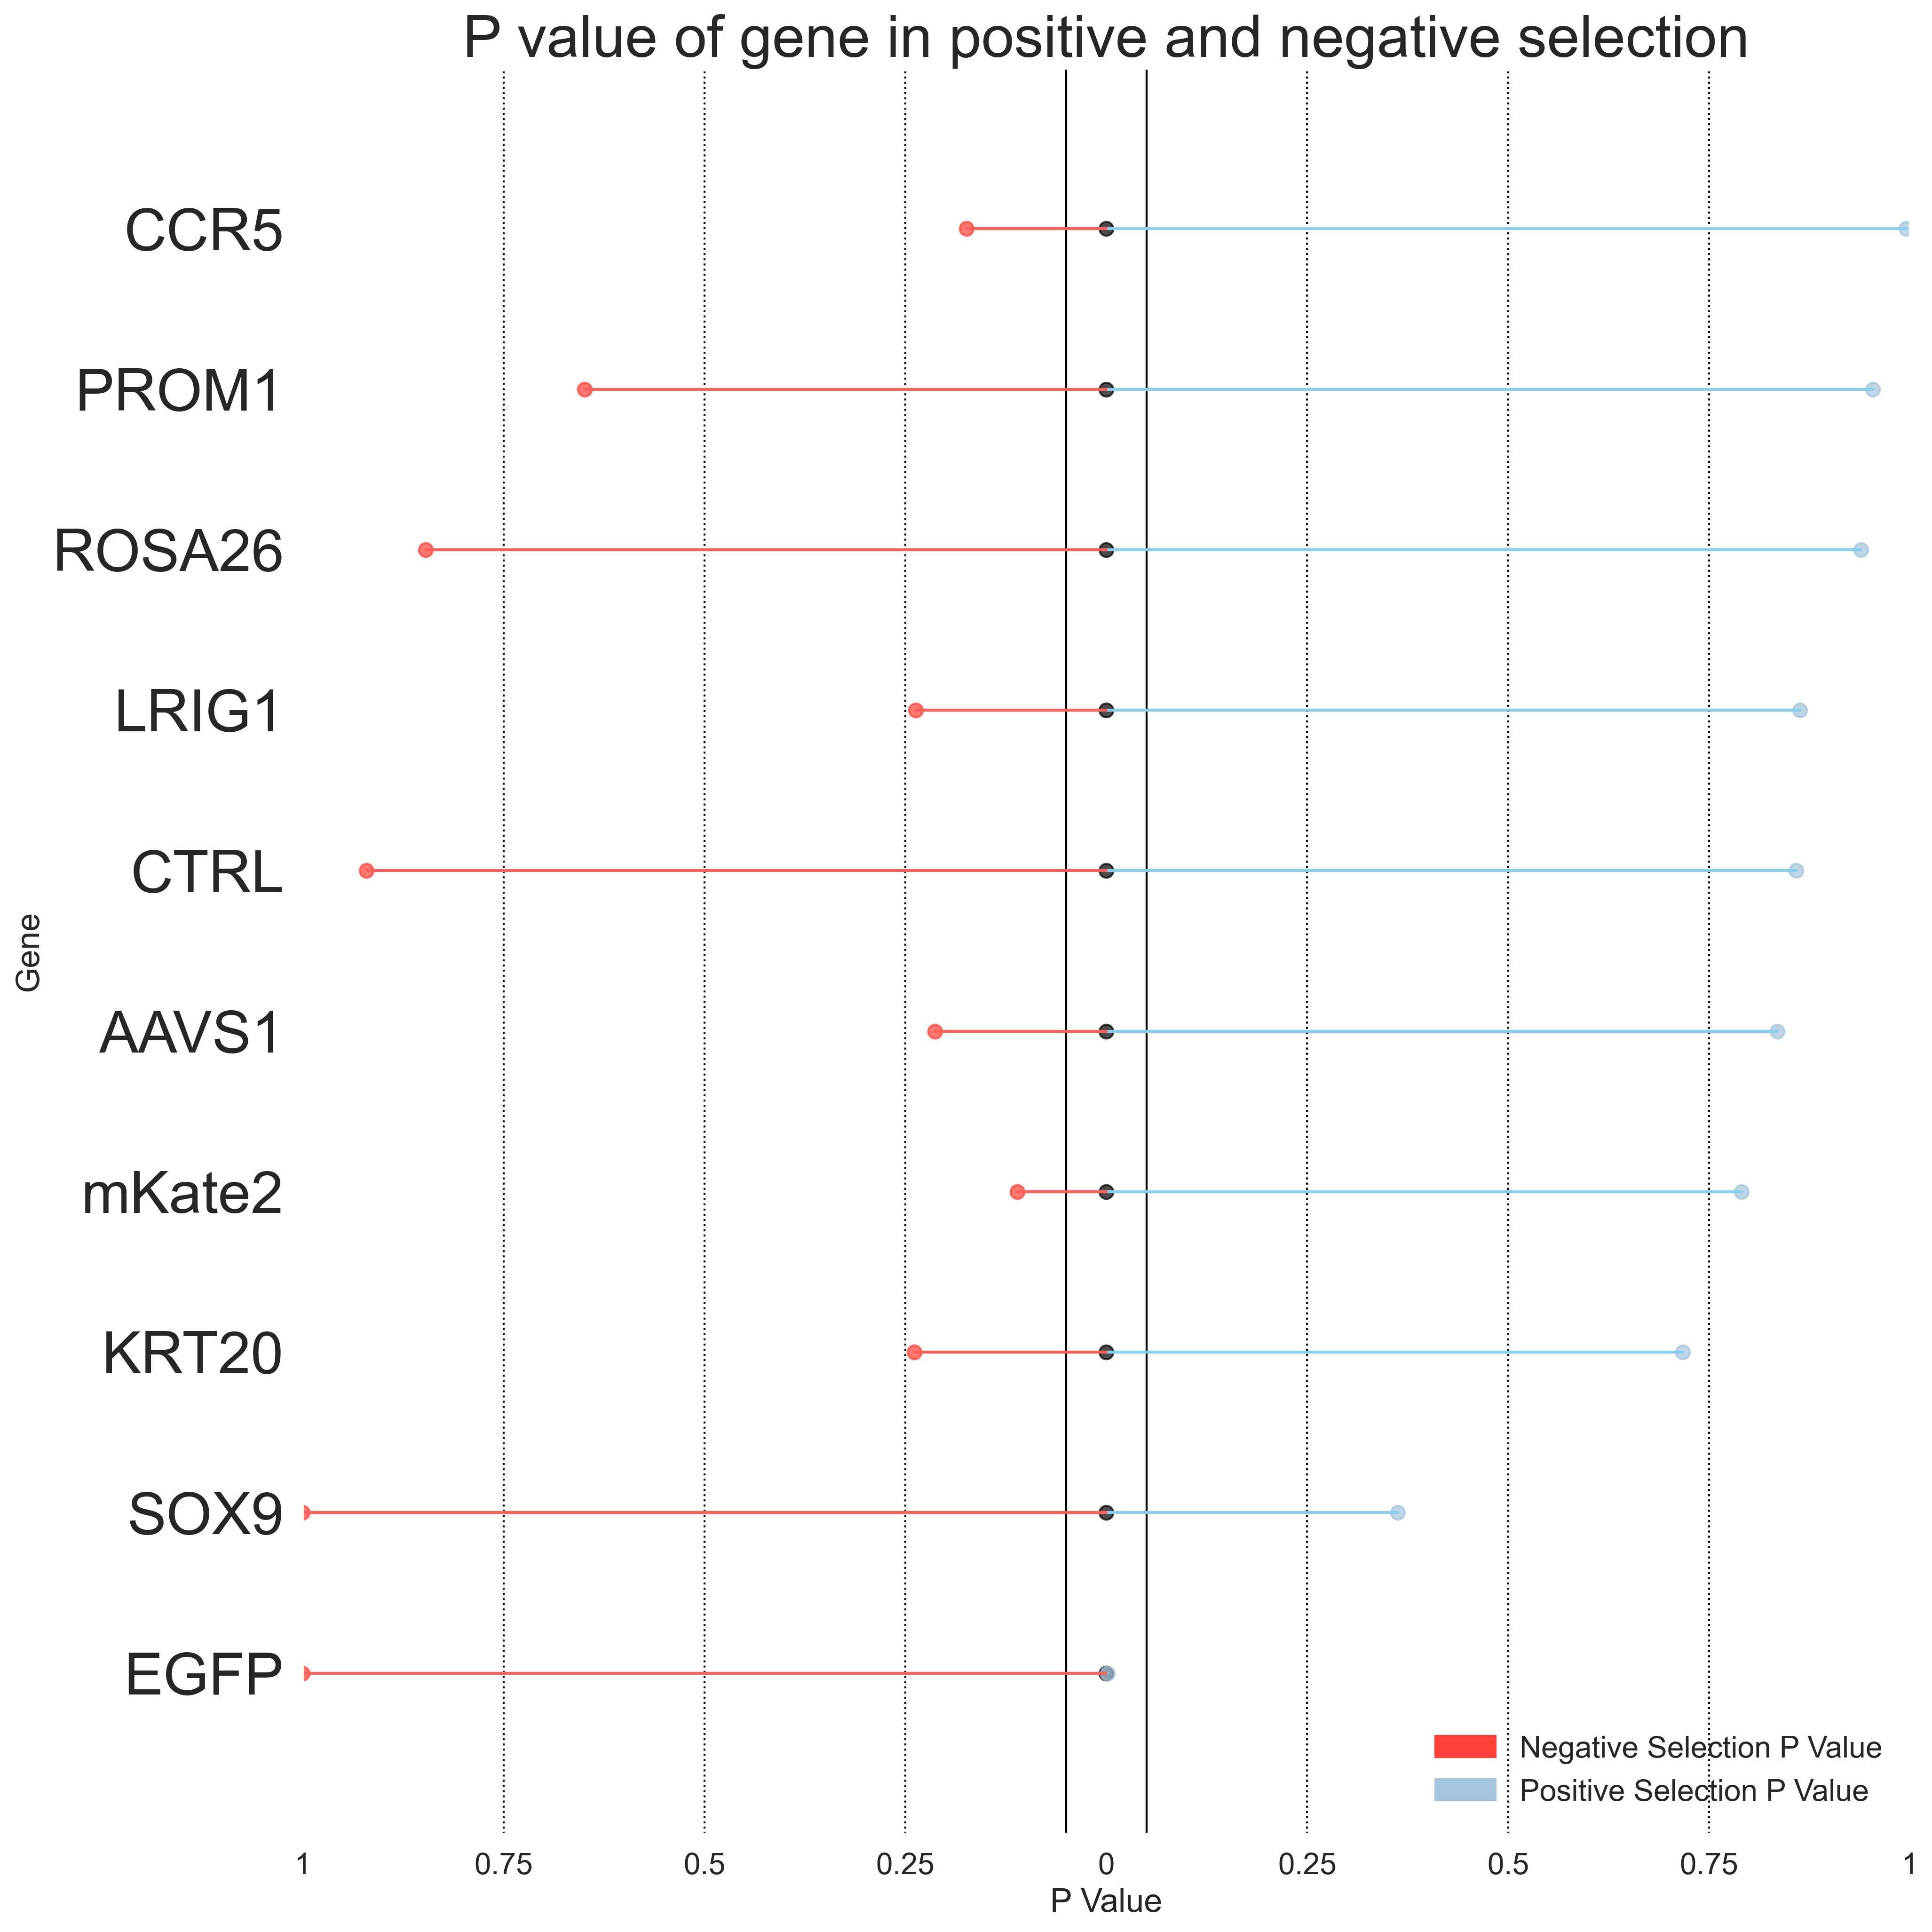 P value of gene in positive and negative selection
CCR5
PROM1
ROSA26
LRIG1
CTRL
AAVS1
mKate2
KRT20
SOX9
EGFP
Gene
Negative Selection P Value
Positive Selection P Value
1 0.75 0.5 0.25 0 0.25 0.5 0.75 1
P Value